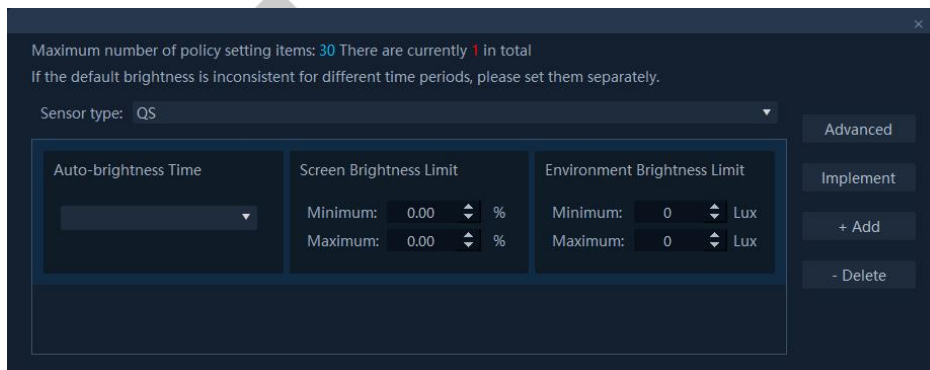 Maximum number of policy setting items: 30 There are currently 1 in total
If the default brightness is inconsistent for different time periods, please set them separately.
Sensor type: QS
Advanced
Auto-brightness Time
Screen Brightness Limit
Environment Brightness Limit
Implement
Minimum: 0.00 %
Minimum: 0 Lux
+ Add
Maximum: 0.00 %
Maximum: 0 Lux
- Delete